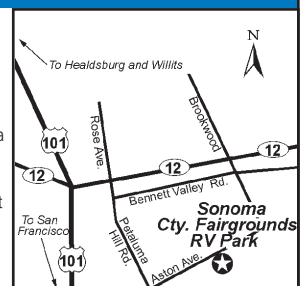 N
To Healdsburg and Willits
a
101
Rose Ave.
Brookwood
12
12
12
Bennett Valley Rd.
t
To San
Francisco
Petaluma
Hill Rd.
Sonoma
Cty. Fairgrounds
RV Park
101
Aston Ave.